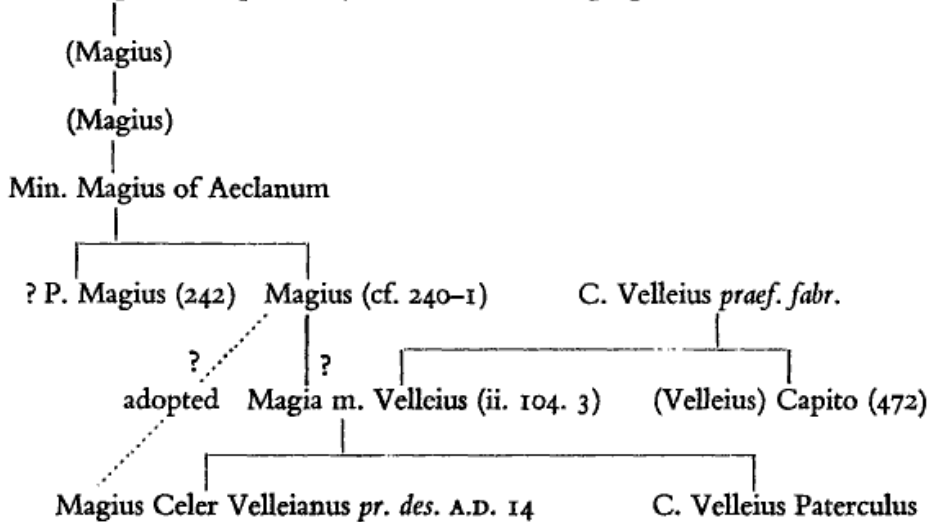 (Magius)
(Magius)
Min. Magius of Aeclanum
? P. Magius (242) Magius (cf. 240–1) C. Velleius praef. fabr.
? ?
adopted Magia m. Velleius (ii. 104. 3) (Velleius) Capito (472)
Magius Celer Velleianus pr. des. A.D. 14 C. Velleius Paterculus